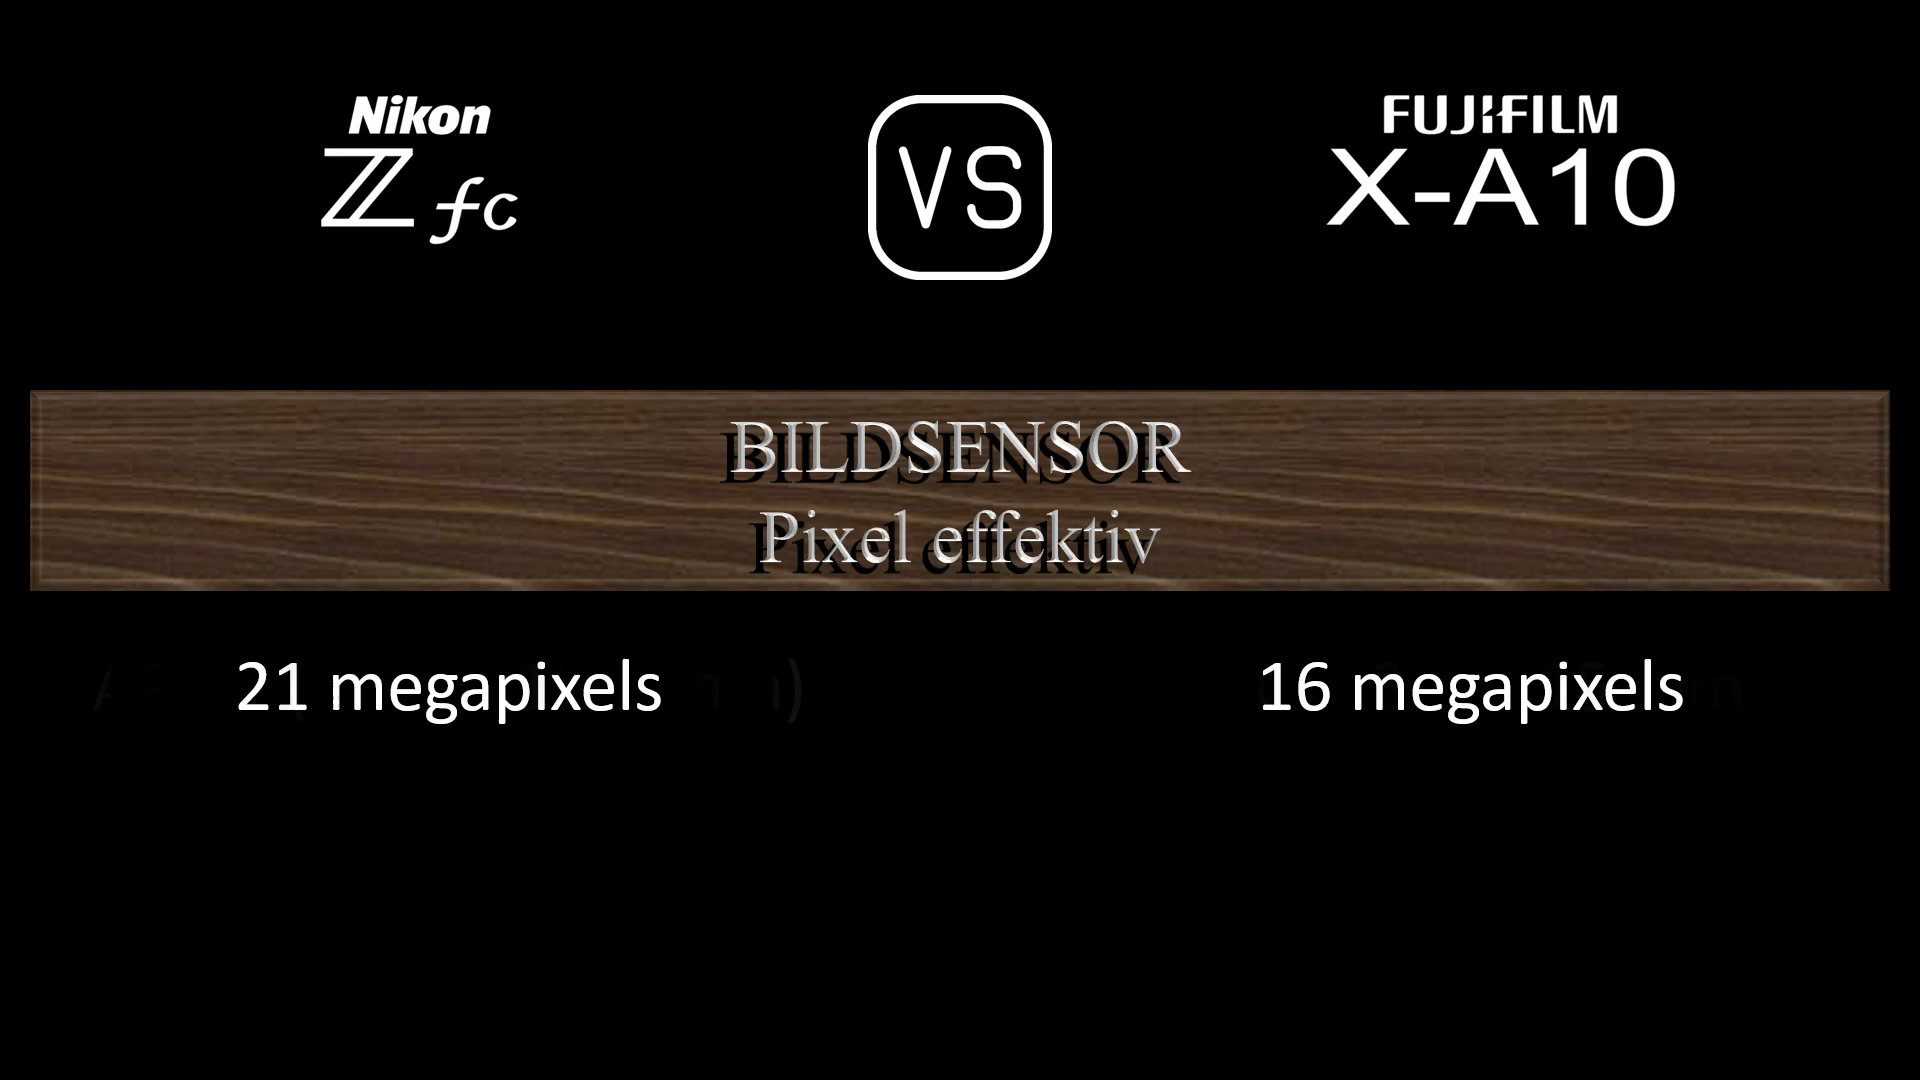 Nikon
Z fc
VS
FUJIFILM
X-A10
BILDSENSOR
Pixel effektiv
21 megapixels
16 megapixels